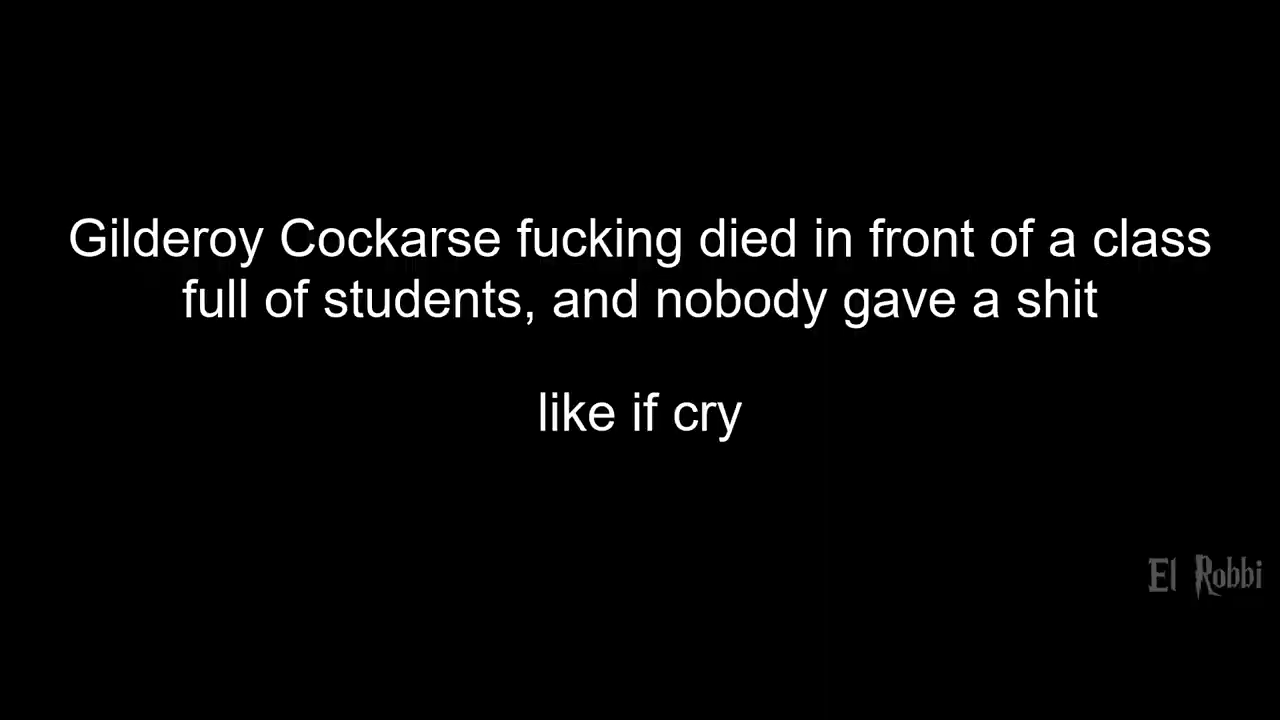 Gilderoy Cockarse fucking died in front of a class
full of students, and nobody gave a shit
like if cry
El Robbi